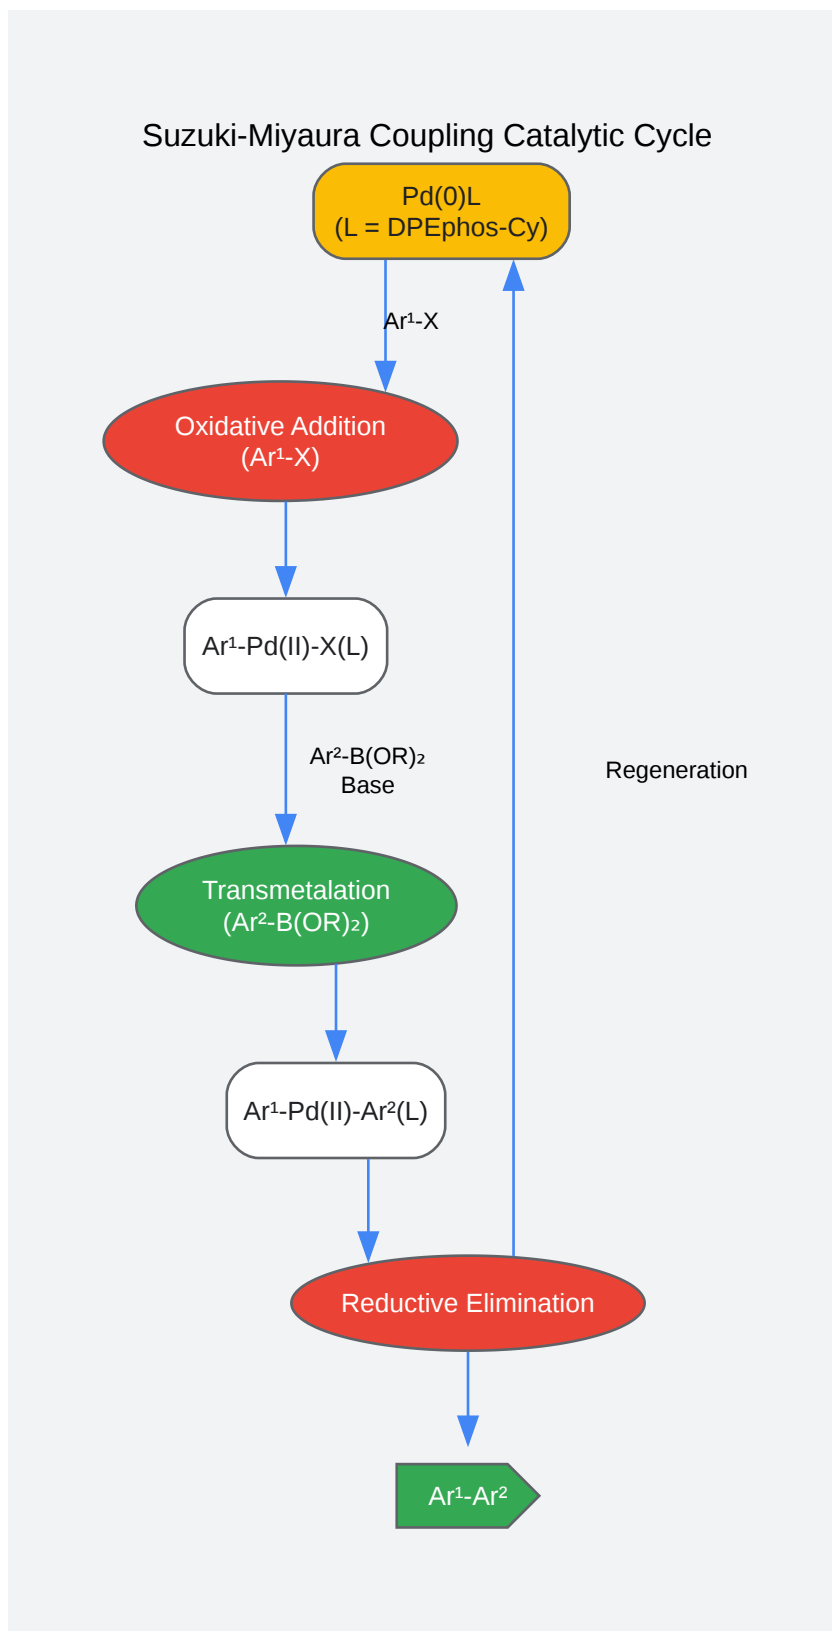 Suzuki-Miyaura Coupling Catalytic Cycle
Pd(0)L
(L = DPEphos-Cy)
Ar¹-X
Oxidative Addition
(Ar¹-X)
Ar¹-Pd(II)-X(L)
Ar²-B(OR)₂
Base
Regeneration
Transmetalation
(Ar²-B(OR)₂)
Ar¹-Pd(II)-Ar²(L)
Reductive Elimination
Ar¹-Ar²